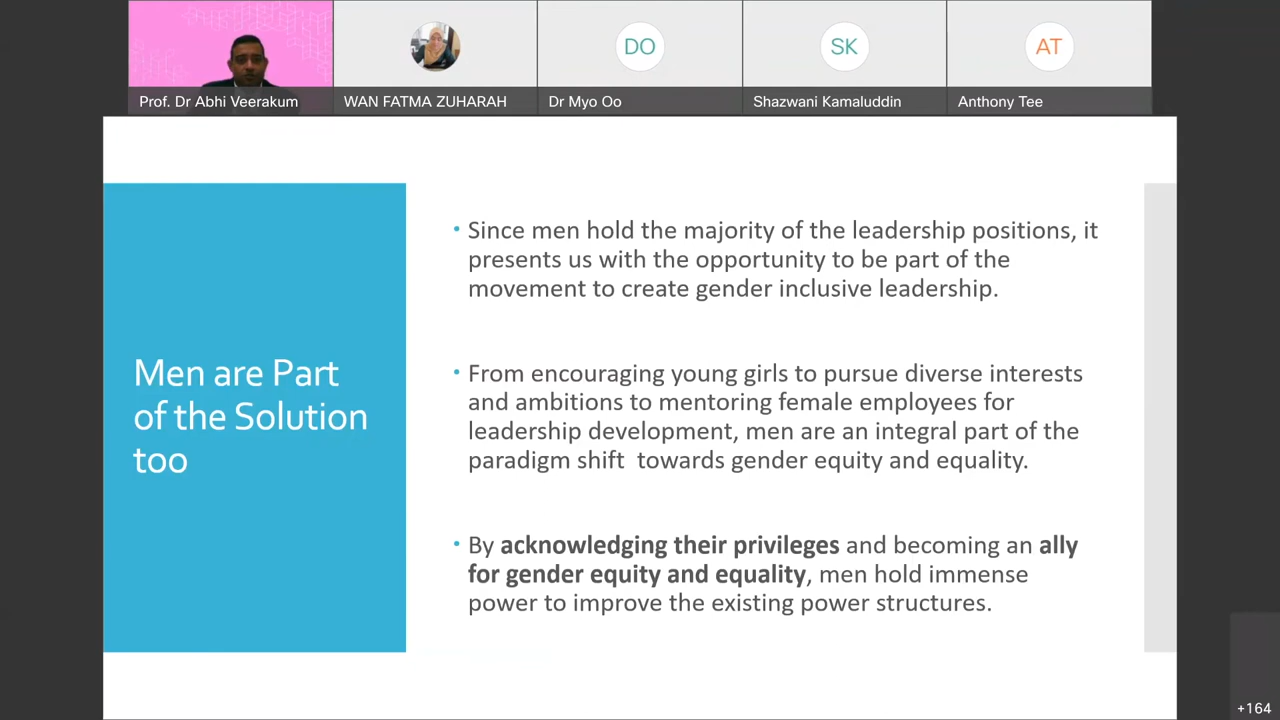 Prof. Dr Abhi Veerakum
WAN FATMA ZUHARAH
DO
Dr Myo Oo
SK
Shazwani Kamaluddin
AT
Anthony Tee
Men are Part
of the Solution
too
• Since men hold the majority of the leadership positions, it
presents us with the opportunity to be part of the
movement to create gender inclusive leadership.
• From encouraging young girls to pursue diverse interests
and ambitions to mentoring female employees for
leadership development, men are an integral part of the
paradigm shift  towards gender equity and equality.
• By acknowledging their privileges and becoming an ally
for gender equity and equality, men hold immense
power to improve the existing power structures.
+164